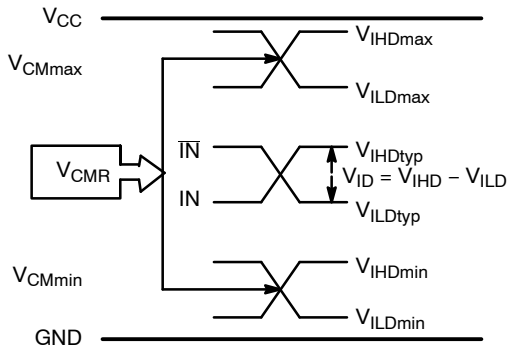 VCC
VIHDmax
VCMmax
VILDmax
IN
VIHDtyp
VCMR
VID = VIHD − VILD
IN
VILDtyp
VIHDmin
VCMmin
VILDmin
GND